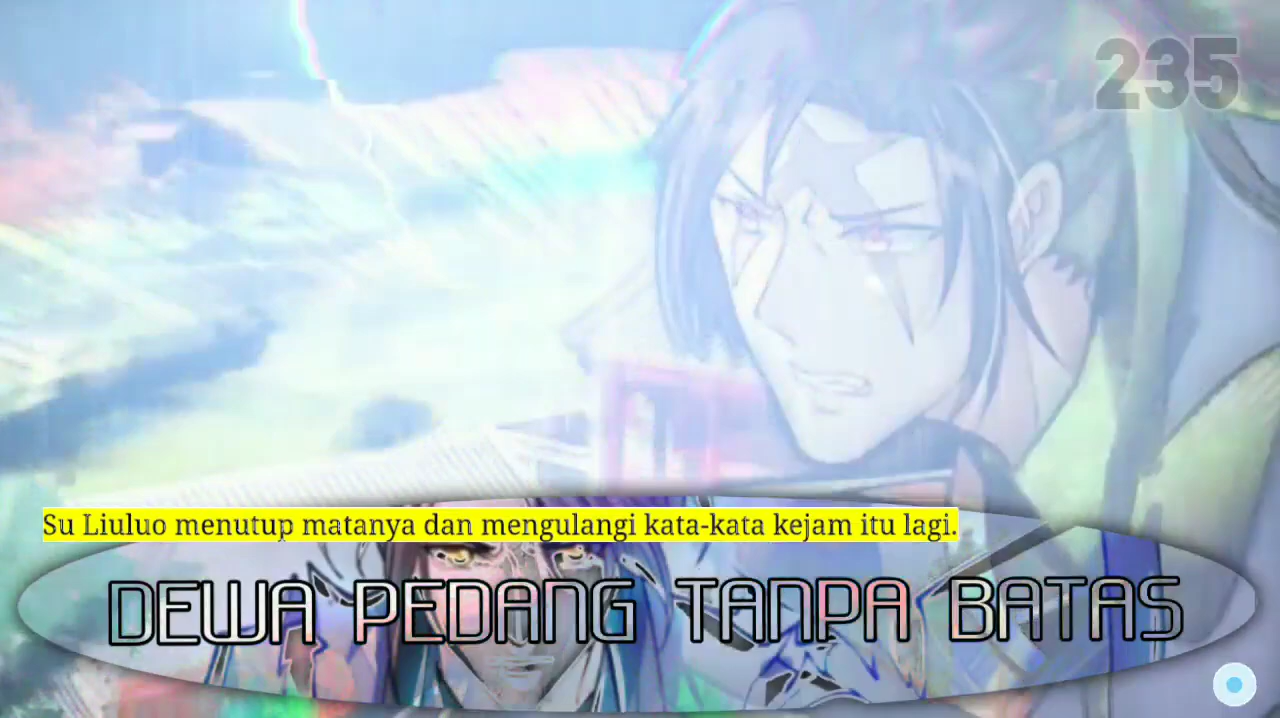 235
Su Liuluo menutup matanya dan mengulangi kata-kata kejam itu lagi.
DEWA PEDANG TANPA BATAS